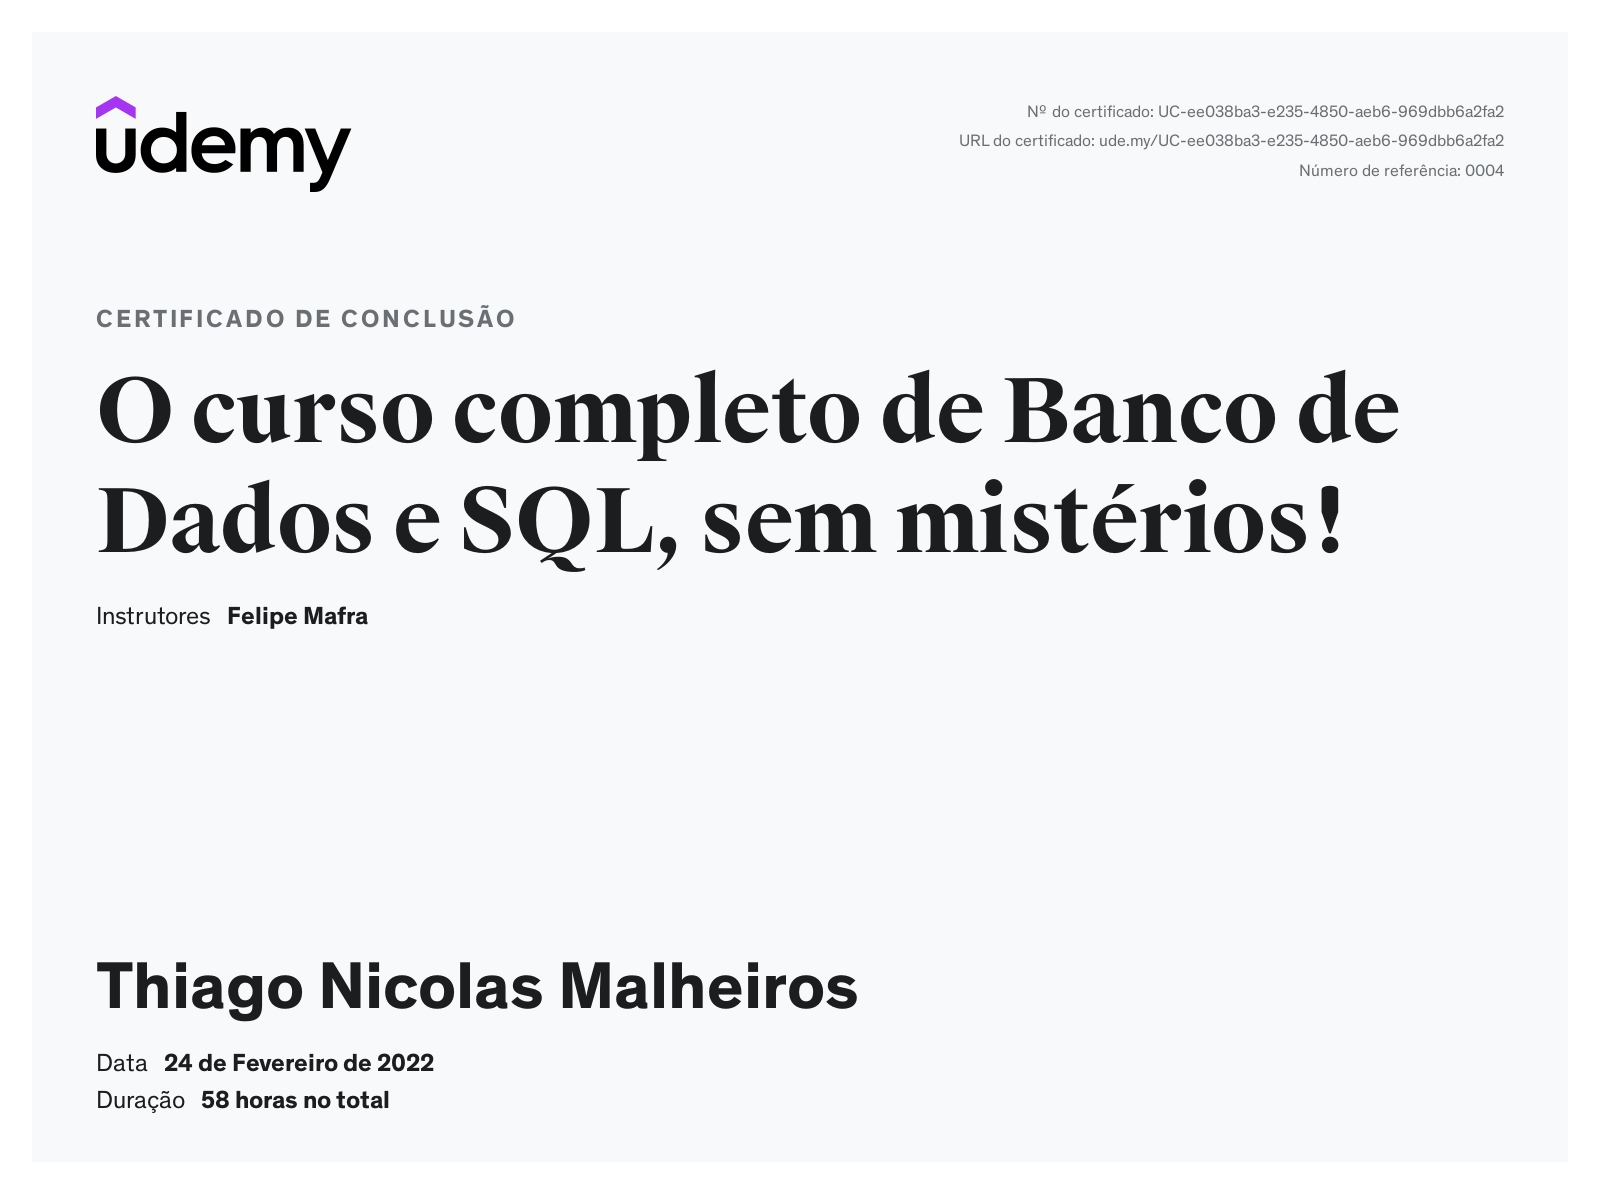 udemy
Nº do certificado: UC-ee038ba3-e235-4850-aeb6-969dbb6a2fa2
URL do certificado: ude.my/UC-ee038ba3-e235-4850-aeb6-969dbb6a2fa2
Número de referência: 0004
CERTIFICADO DE CONCLUSÃO
O curso completo de Banco de
Dados e SQL, sem mistérios!
Instrutores Felipe Mafra
Thiago Nicolas Malheiros
Data 24 de Fevereiro de 2022
Duração 58 horas no total